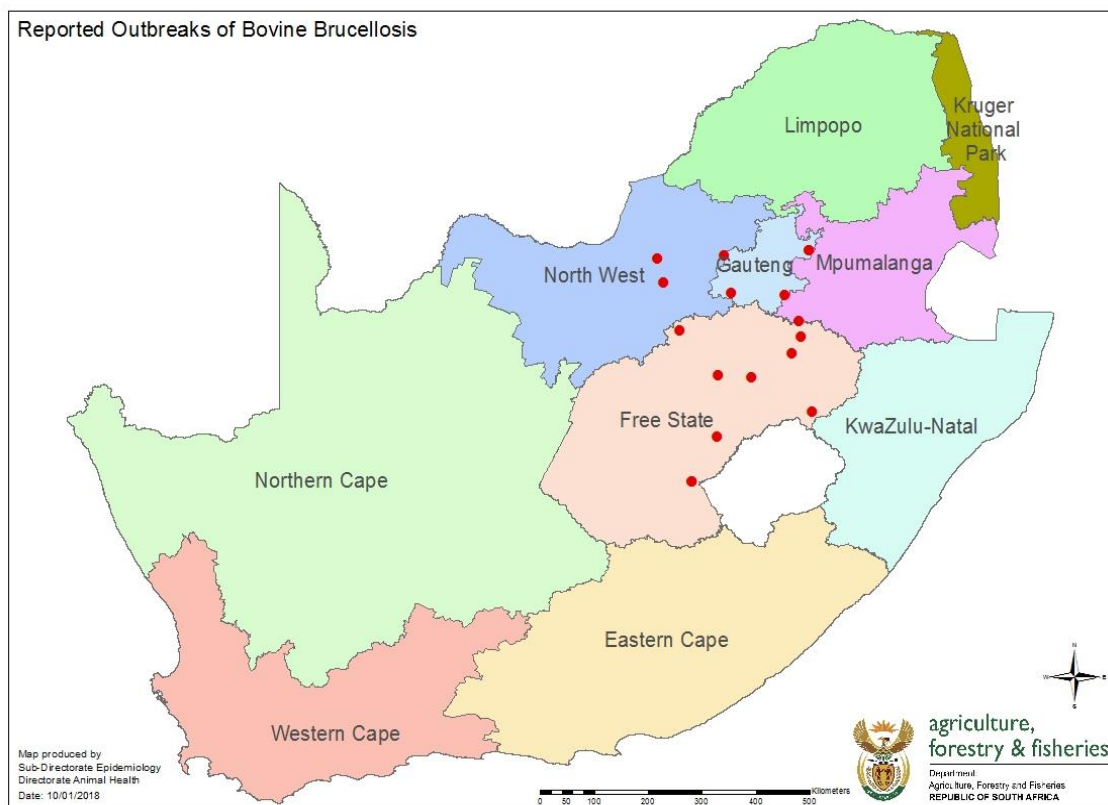 Reported Outbreaks of Bovine Brucellosis
Kruger
National
Park
Limpopo
North West
Gauteng
Mpumalanga
Free State
KwaZulu-Natal
Northern Cape
Eastern Cape
Western Cape
N
W
E
S
Map produced by
Sub-Directorate Epidemiology
Directorate Animal Health
Date: 10/01/2018
Kilometers
0 50 100 200 300 400 500
agriculture,
forestry & fisheries
Department:
Agriculture, Forestry and Fisheries
REPUBLIC OF SOUTH AFRICA